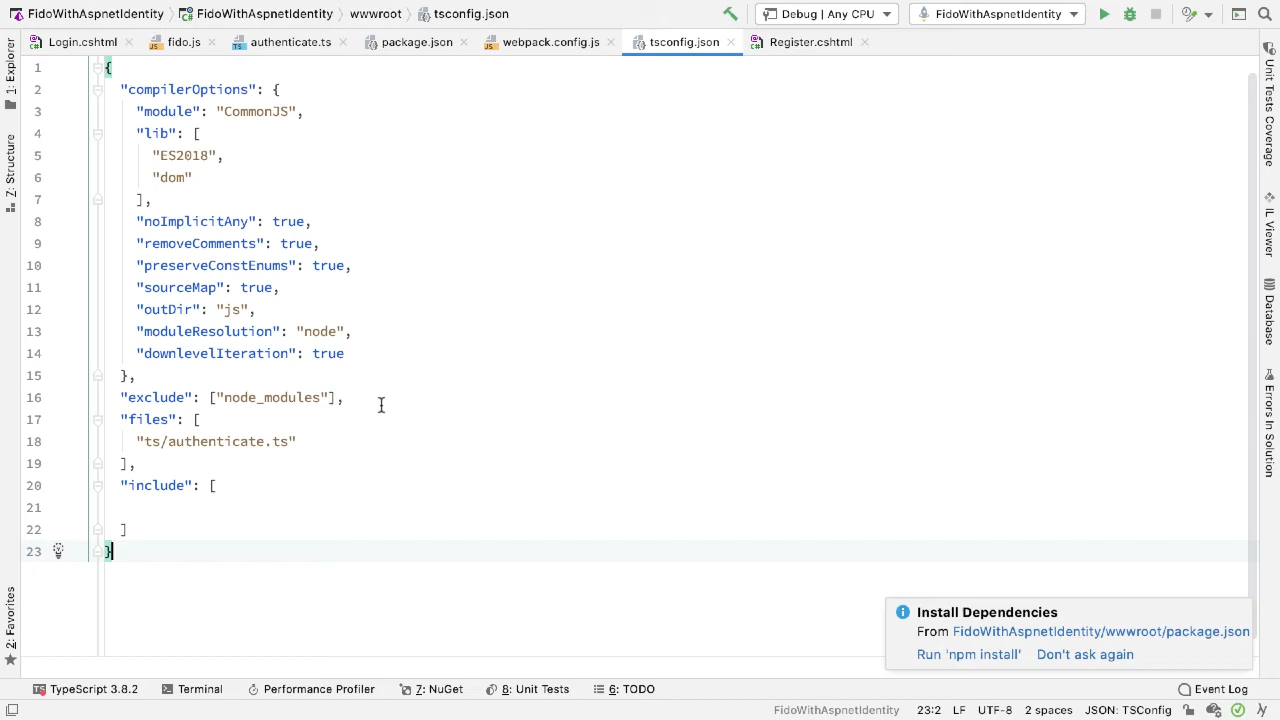 FidoWithAspnetIdentity
FidoWithAspnetIdentity
wwwroot
tsconfig.json
Debug | Any CPU
FidoWithAspnetIdentity
Login.cshtml
fido.js
authenticate.ts
package.json
webpack.config.js
tsconfig.json
Register.cshtml
1: Explorer
Z: Structure
2: Favorites
1 {
2 "compilerOptions": {
3 "module": "CommonJS",
4 "lib": [
5 "ES2018",
6 "dom"
7 ],
8 "noImplicitAny": true,
9 "removeComments": true,
10 "preserveConstEnums": true,
11 "sourceMap": true,
12 "outDir": "js",
13 "moduleResolution": "node",
14 "downlevelIteration": true
15 },
16 "exclude": ["node_modules"],
17 "files": [
18 "ts/authenticate.ts"
19 ],
20 "include": [
21
22 ]
23 }
Unit Tests Coverage
IL Viewer
Database
Errors In Solution
Install Dependencies
From FidoWithAspnetIdentity/wwwroot/package.json
Run 'npm install' Don't ask again
TypeScript 3.8.2
Terminal
Performance Profiler
7: NuGet
8: Unit Tests
6: TODO
Event Log
FidoWithAspnetIdentity
23:2 LF UTF-8 2 spaces JSON: TSConfig